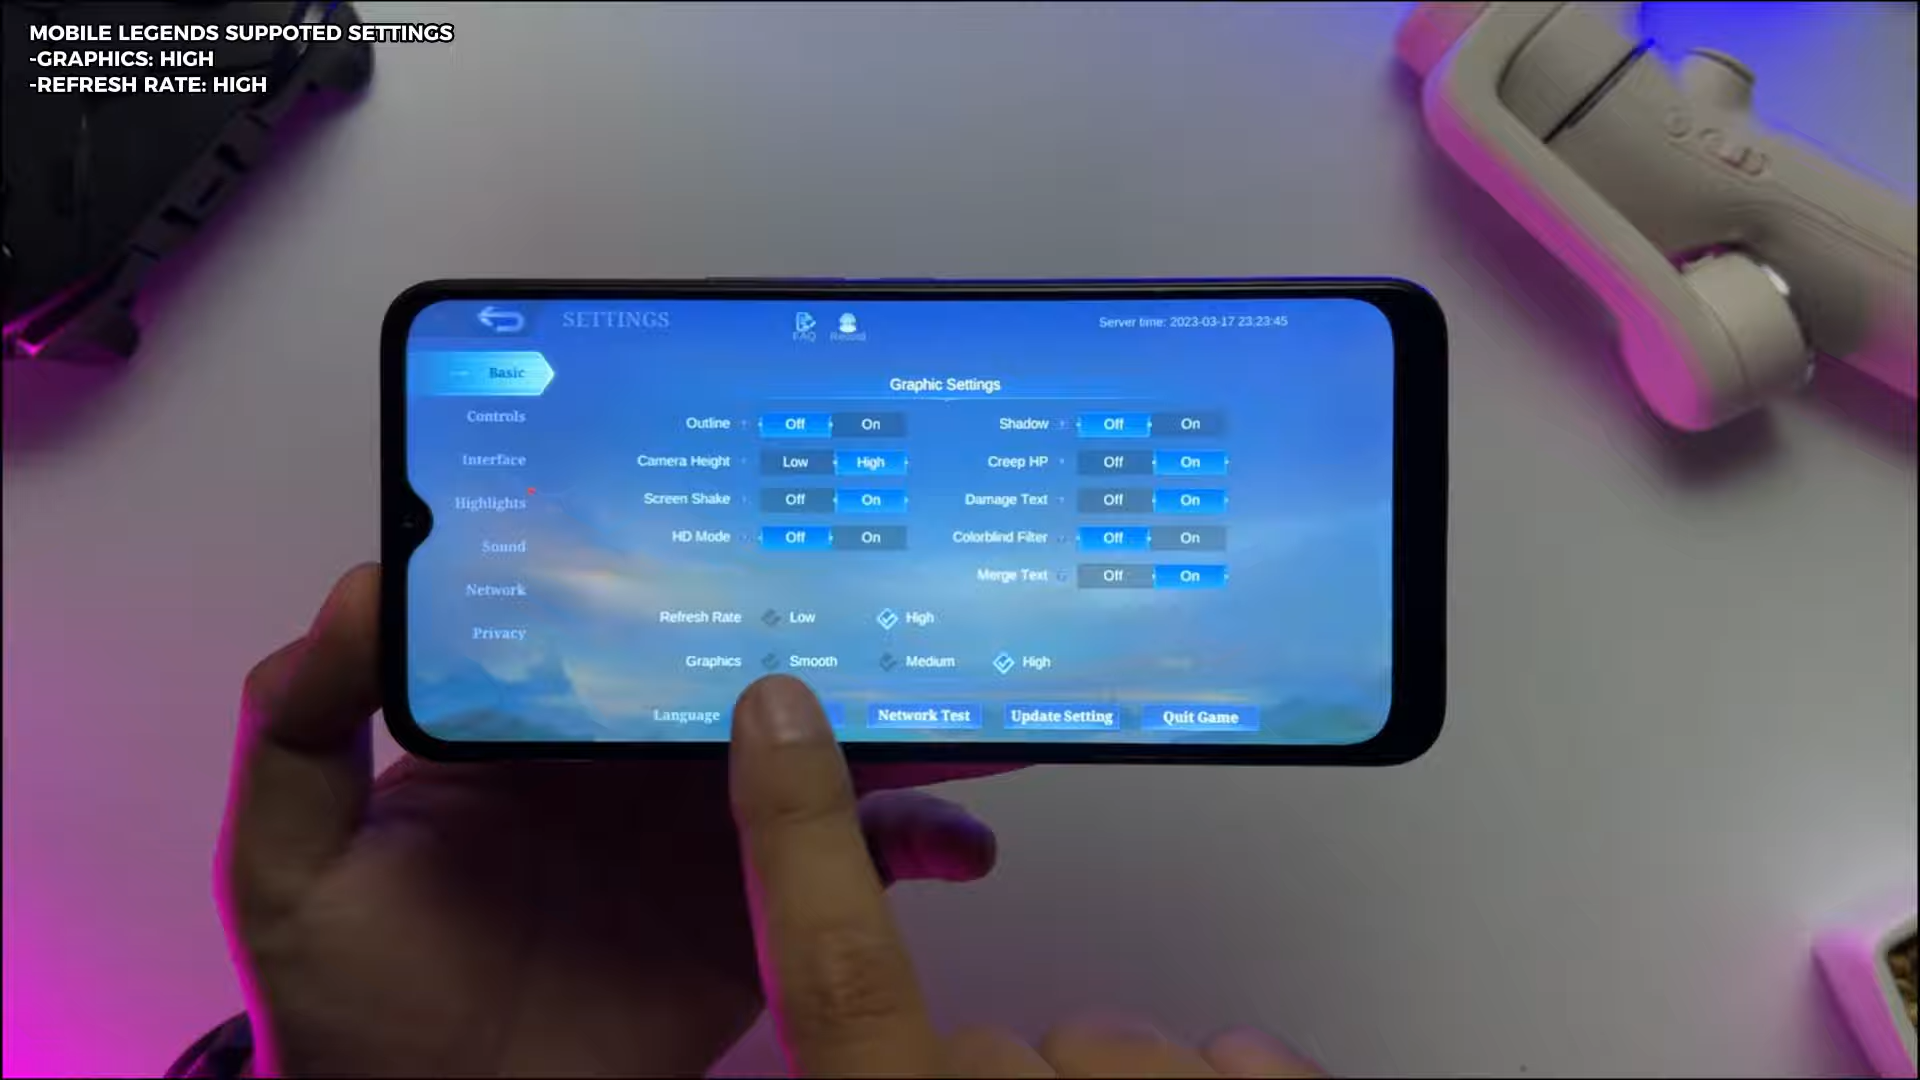 MOBILE LEGENDS SUPPOTED SETTINGS
-GRAPHICS: HIGH
-REFRESH RATE: HIGH
SETTINGS
FAQ
Server time: 2023-03-17 23:23:45
Basic
Controls
Interface
Highlights
Sound
Network
Privacy
Graphic Settings
Outline Off On
Shadow Off On
Camera Height Low High
Creep HP Off On
Screen Shake Off On
Damage Text Off On
HD Mode Off On
Colorblind Filter Off On
Merge Text Off On
Refresh Rate Low High
Graphics Smooth Medium High
Language Network Test Update Setting Quit Game